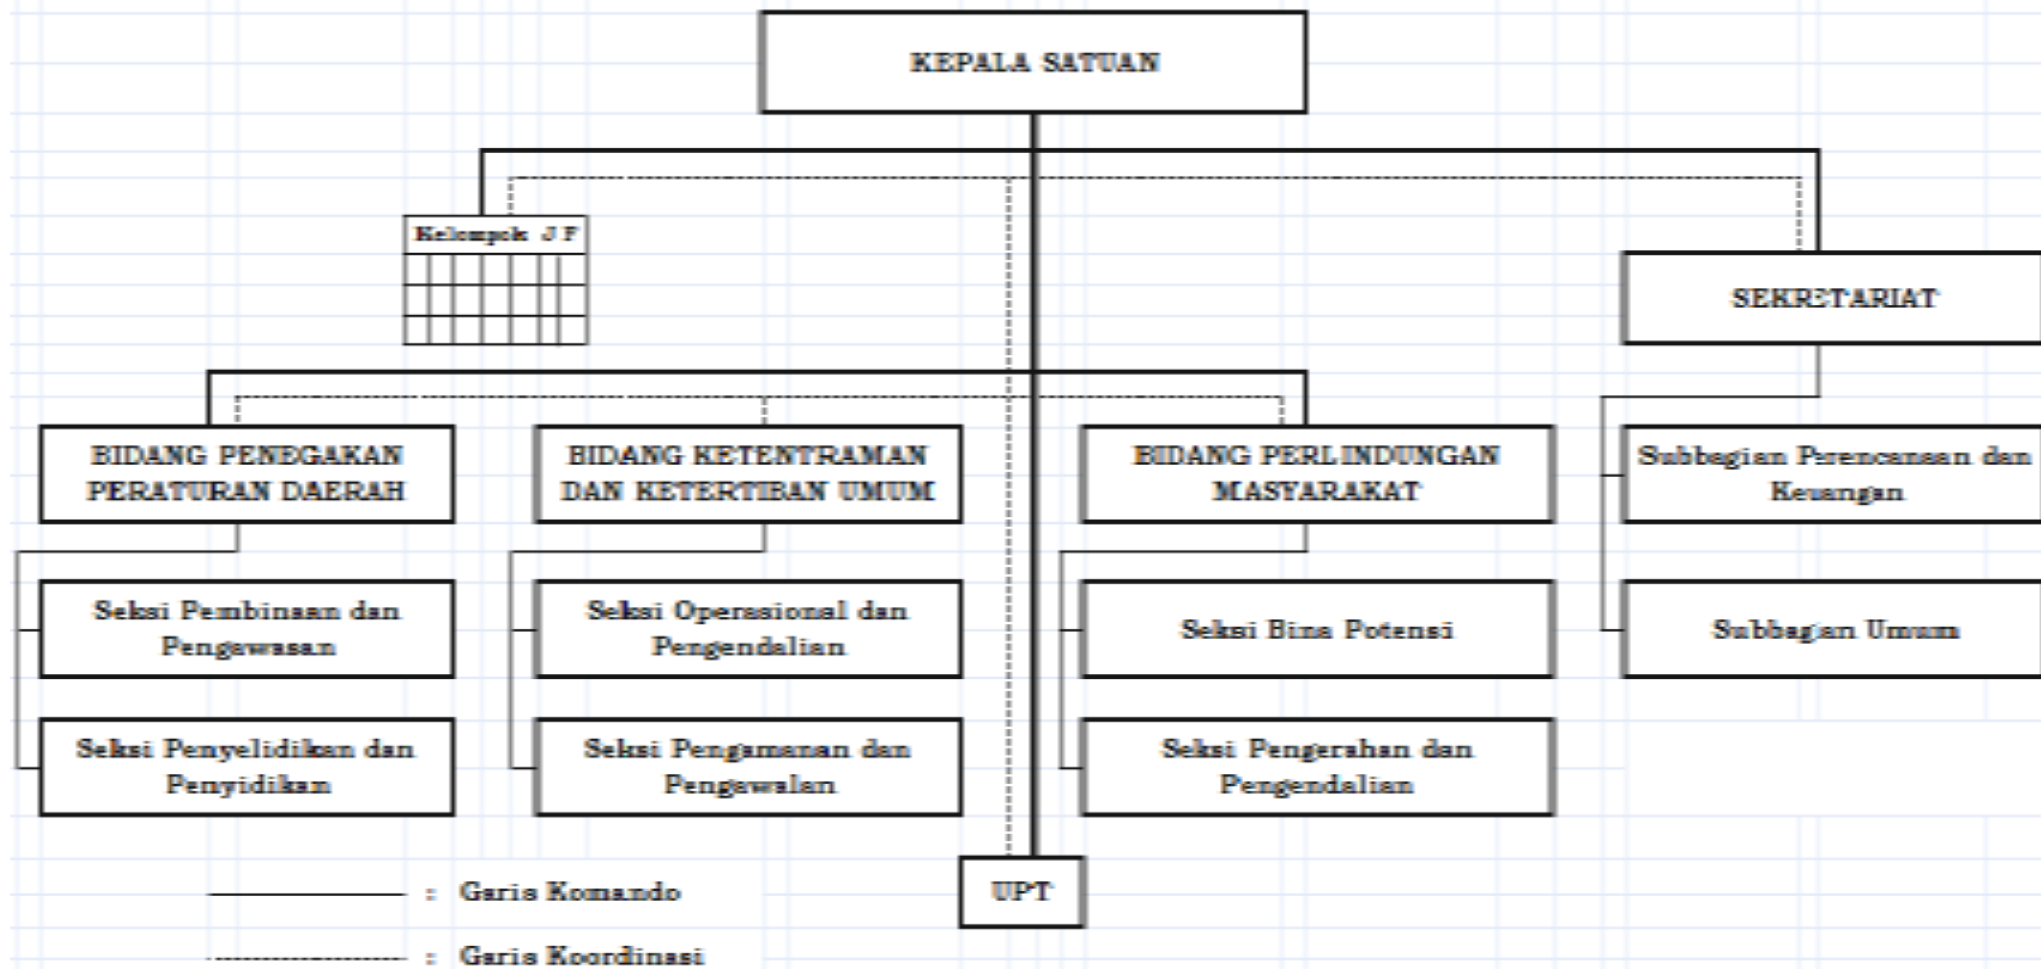 KEPALA SATUAN
Kelompok JF
SEKRETARIAT
BIDANG PENEGAKAN
PERATURAN DAERAH
BIDANG KETENTRAMAN
DAN KETERTIBAN UMUM
BIDANG PERLINDUNGAN
MASYARAKAT
Subbagian Perencanaan dan
Keuangan
Seksi Pembinaan dan
Pengawasan
Seksi Operasional dan
Pengendalian
Seksi Bina Potensi
Subbagian Umum
Seksi Penyelidikan dan
Penyidikan
Seksi Pengamanan dan
Pengawalan
Seksi Pengerahan dan
Pengendalian
UPT
: Garis Komando
: Garis Koordinasi